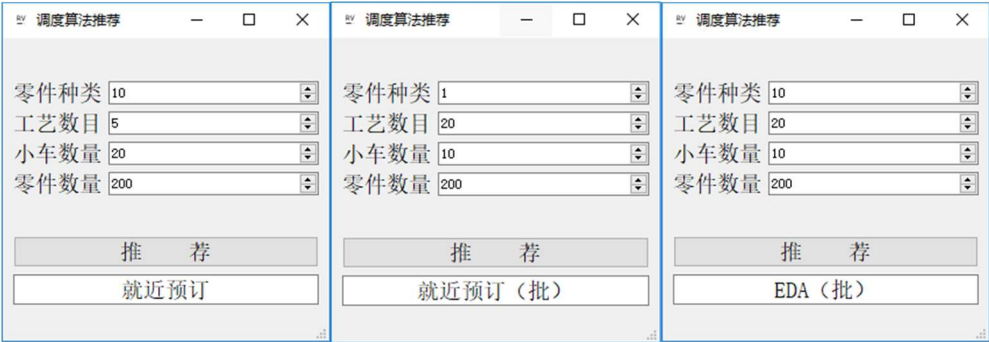 调度算法推荐
零件种类 10
工艺数目 5
小车数量 20
零件数量 200
推 荐
就近预订
调度算法推荐
零件种类 1
工艺数目 20
小车数量 10
零件数量 200
推 荐
就近预订（批）
调度算法推荐
零件种类 10
工艺数目 20
小车数量 10
零件数量 200
推 荐
EDA（批）